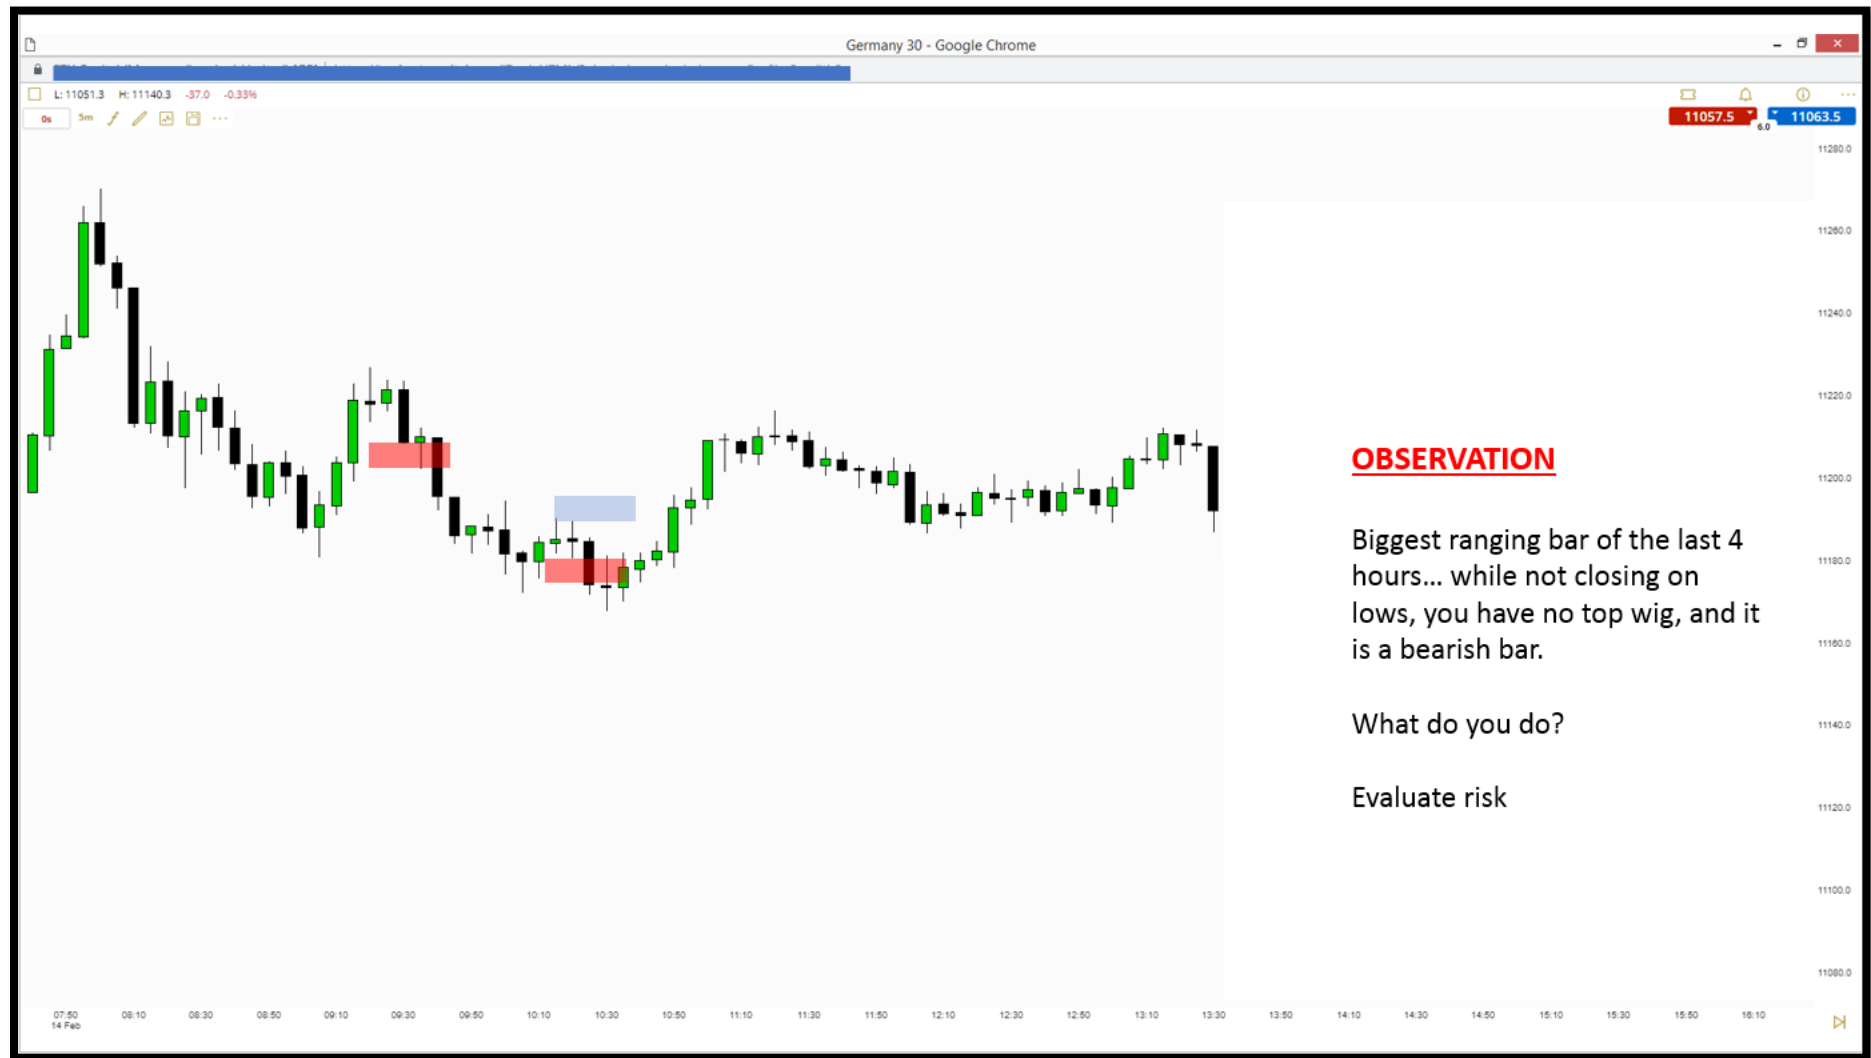 Germany 30 - Google Chrome
L: 11051.3 H: 11140.3 -37.0 -0.33%
0s 5m
11057.5 6.0 11063.5
11280.0
11260.0
11240.0
11220.0
11200.0
11180.0
11160.0
11140.0
11120.0
11100.0
11080.0
OBSERVATION
Biggest ranging bar of the last 4
hours... while not closing on
lows, you have no top wig, and it
is a bearish bar.
What do you do?
Evaluate risk
07:50 08:10 08:30 08:50 09:10 09:30 09:50 10:10 10:30 10:50 11:10 11:30 11:50 12:10 12:30 12:50 13:10 13:30 13:50 14:10 14:30 14:50 15:10 15:30 15:50 16:10
14 Feb